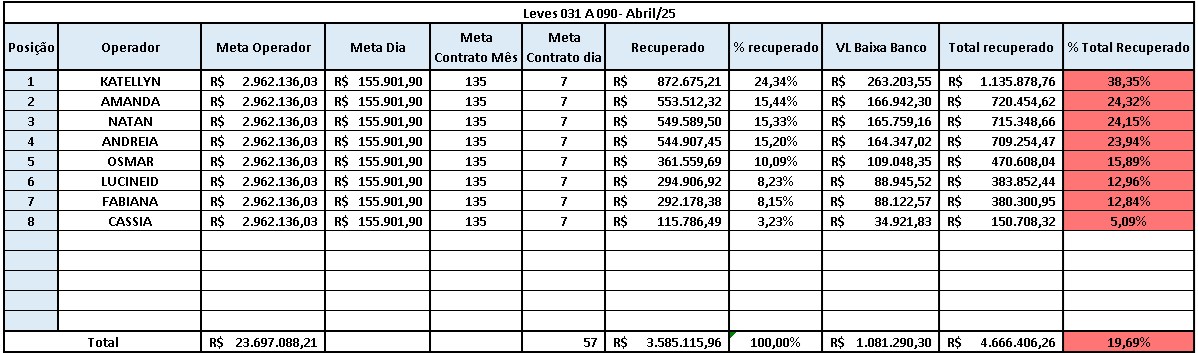 Leves 031 A 090- Abril/25
Posição Operador Meta Operador Meta Dia Meta Contrato Mês Meta Contrato dia Recuperado % recuperado VL Baixa Banco Total recuperado % Total Recuperado
1 KATELLYN R$ 2.962.136,03 R$ 155.901,90 135 7 R$ 872.675,21 24,34% R$ 263.203,55 R$ 1.135.878,76 38,35%
2 AMANDA R$ 2.962.136,03 R$ 155.901,90 135 7 R$ 553.512,32 15,44% R$ 166.942,30 R$ 720.454,62 24,32%
3 NATAN R$ 2.962.136,03 R$ 155.901,90 135 7 R$ 549.589,50 15,33% R$ 165.759,16 R$ 715.348,66 24,15%
4 ANDREIA R$ 2.962.136,03 R$ 155.901,90 135 7 R$ 544.907,45 15,20% R$ 164.347,02 R$ 709.254,47 23,94%
5 OSMAR R$ 2.962.136,03 R$ 155.901,90 135 7 R$ 361.559,69 10,09% R$ 109.048,35 R$ 470.608,04 15,89%
6 LUCINEID R$ 2.962.136,03 R$ 155.901,90 135 7 R$ 294.906,92 8,23% R$ 88.945,52 R$ 383.852,44 12,96%
7 FABIANA R$ 2.962.136,03 R$ 155.901,90 135 7 R$ 292.178,38 8,15% R$ 88.122,57 R$ 380.300,95 12,84%
8 CASSIA R$ 2.962.136,03 R$ 155.901,90 135 7 R$ 115.786,49 3,23% R$ 34.921,83 R$ 150.708,32 5,09%
Total R$ 23.697.088,21 57 R$ 3.585.115,96 100,00% R$ 1.081.290,30 R$ 4.666.406,26 19,69%